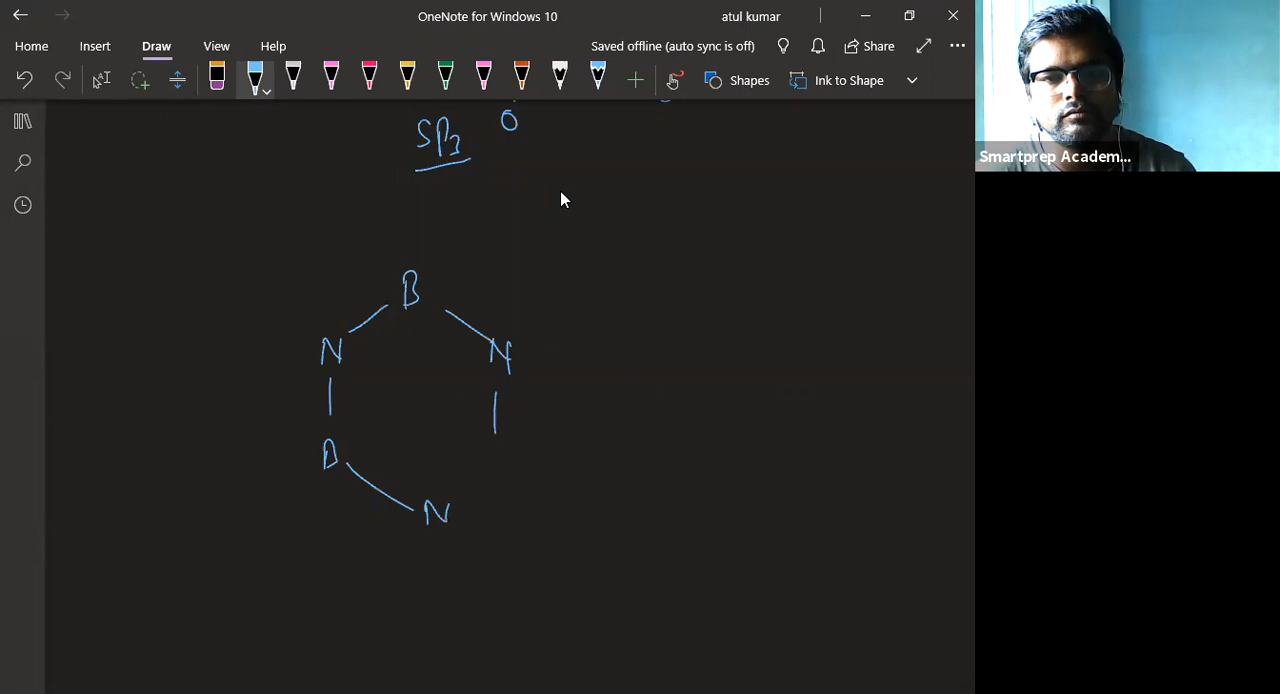 OneNote for Windows 10
atul kumar
Home Insert Draw View Help
Saved offline (auto sync is off)
Share
Shapes
Ink to Shape
Smartprep Academ...
SP3
O
B
N N
B
N